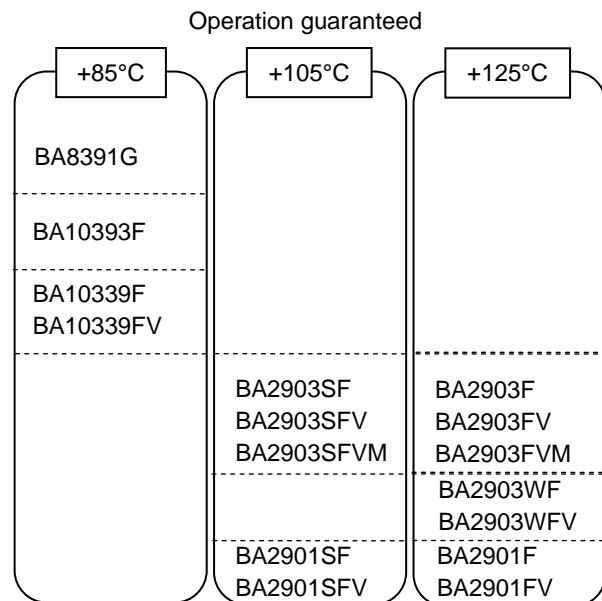 Operation guaranteed
+85°C
BA8391G
BA10393F
BA10339F
BA10339FV
+105°C
BA2903SF
BA2903SFV
BA2903SFVM
BA2901SF
BA2901SFV
+125°C
BA2903F
BA2903FV
BA2903FVM
BA2903WF
BA2903WFV
BA2901F
BA2901FV